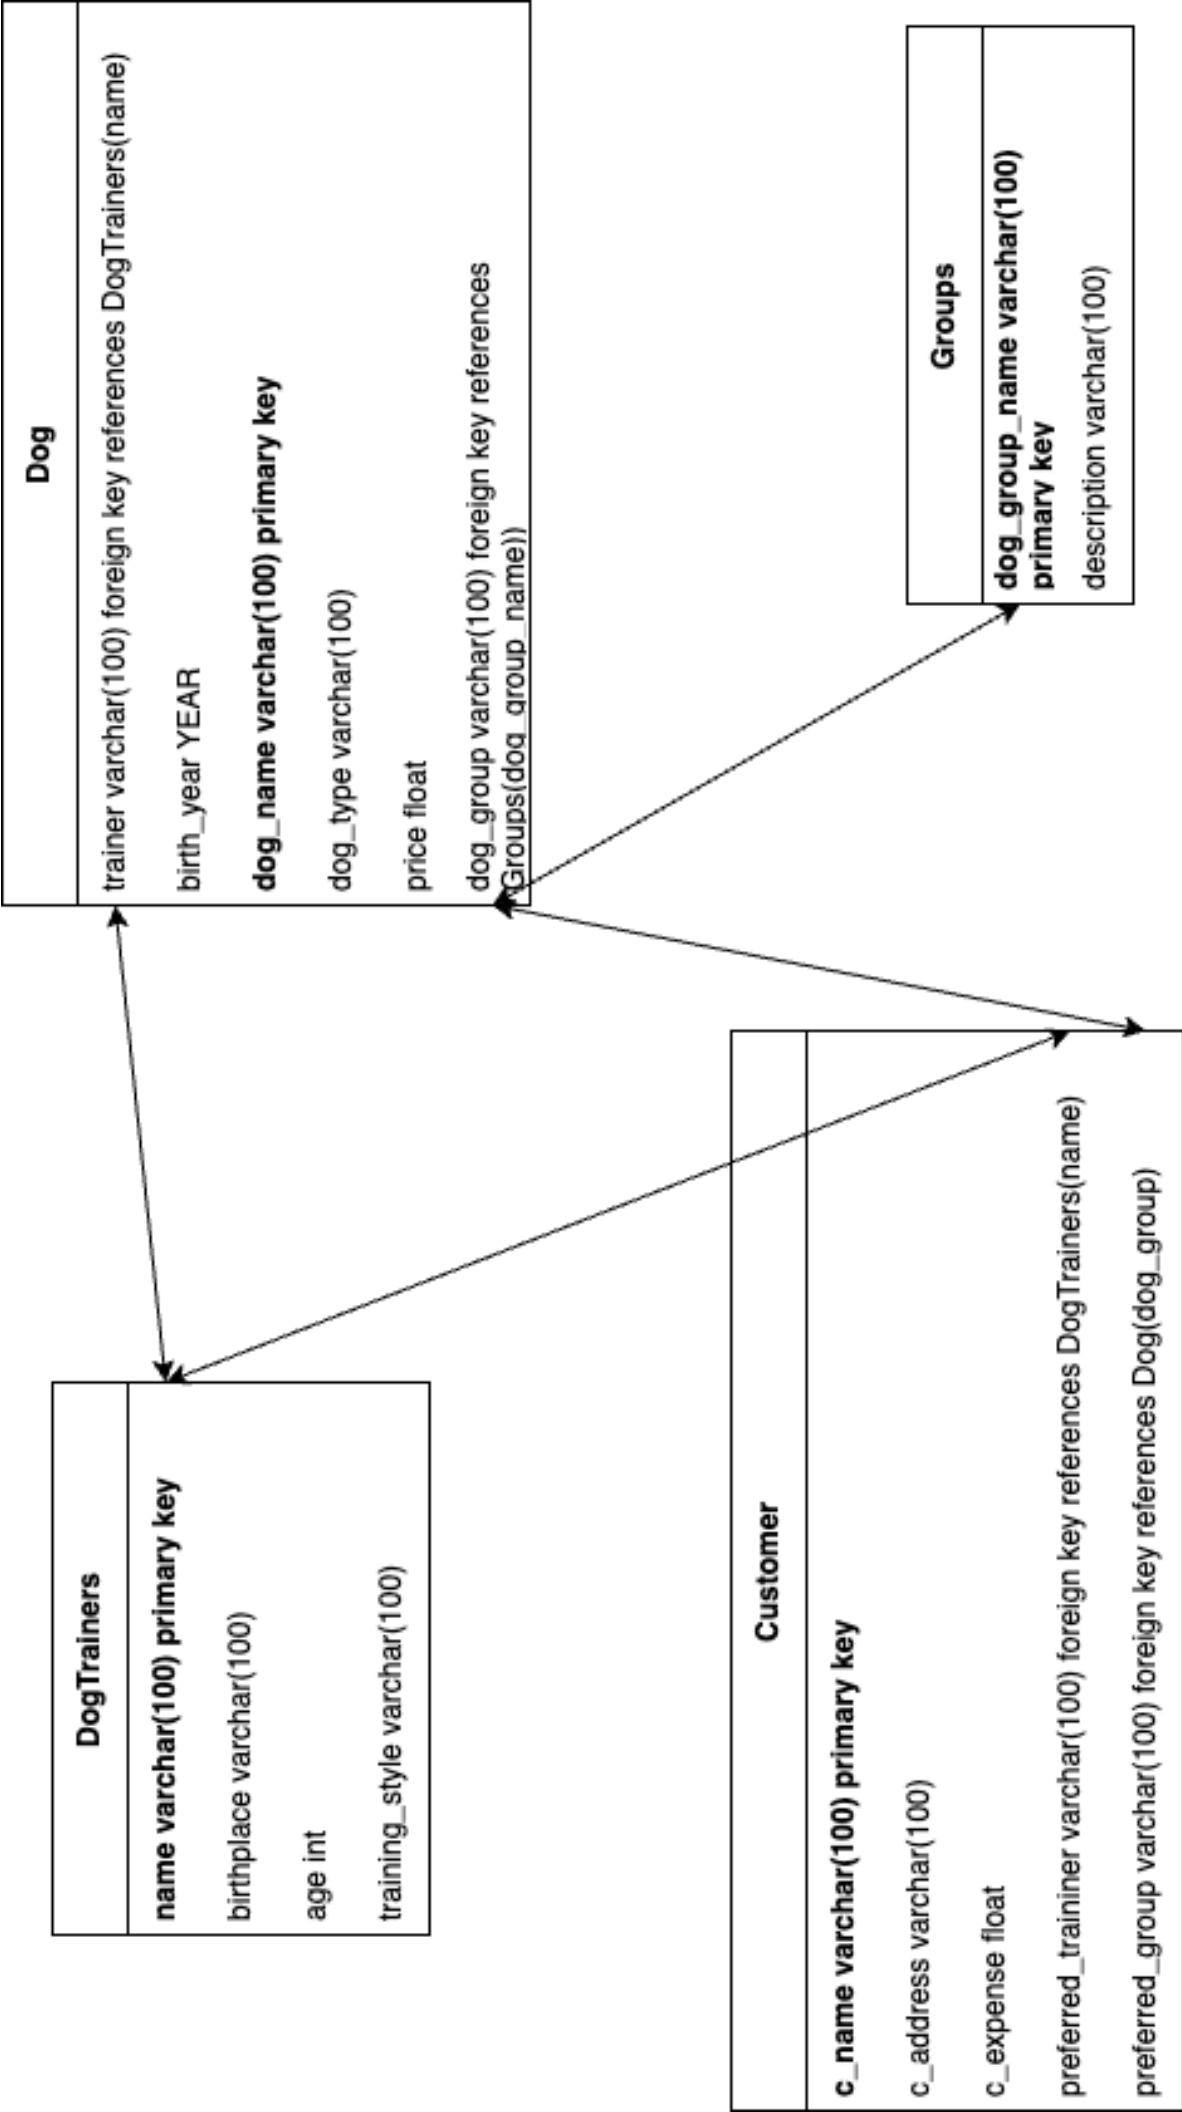 DogTrainers
name varchar(100) primary key
birthplace varchar(100)
age int
training_style varchar(100)
Dog
trainer varchar(100) foreign key references DogTrainers(name)
birth_year YEAR
dog_name varchar(100) primary key
dog_type varchar(100)
price float
dog_group varchar(100) foreign key references
Groups(dog_group_name))
Customer
c_name varchar(100) primary key
c_address varchar(100)
c_expense float
preferred_traininer varchar(100) foreign key references DogTrainers(name)
preferred_group varchar(100) foreign key references Dog(dog_group)
Groups
dog_group_name varchar(100)
primary key
description varchar(100)